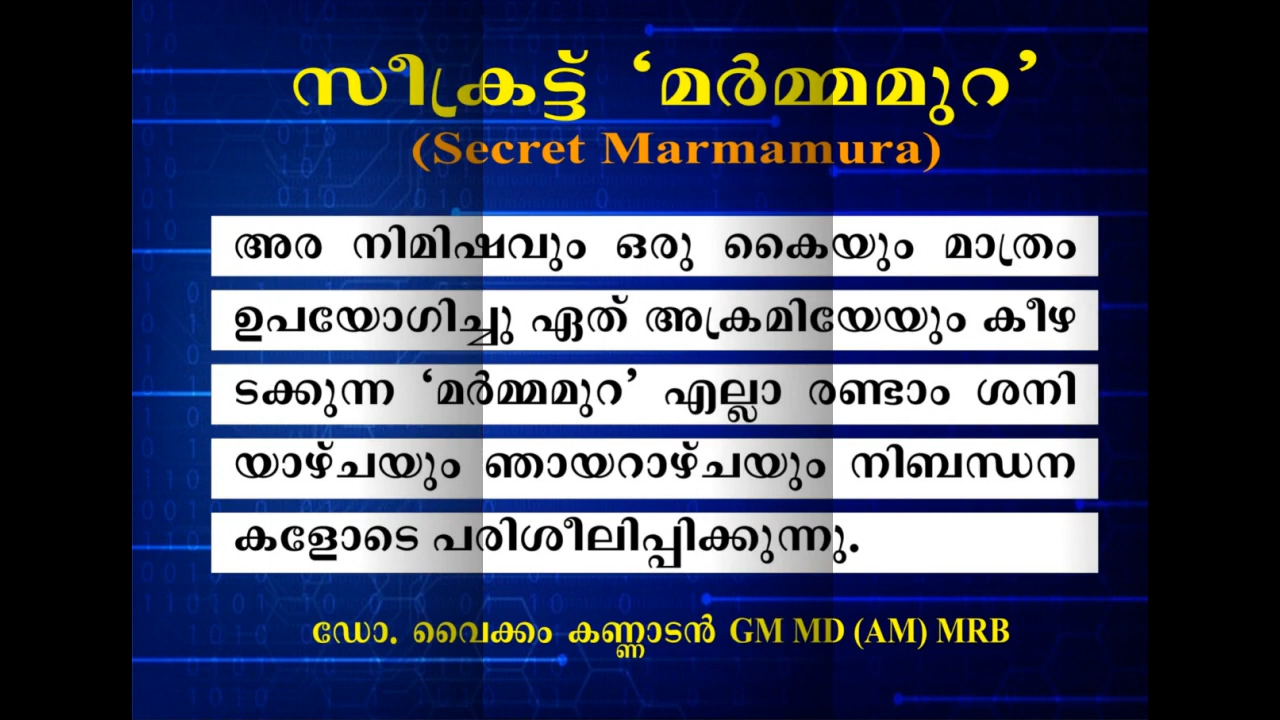 സീക്രട്ട് ‘മർമ്മമുറ’
(Secret Marmamura)
അര നിമിഷവും ഒരു കൈയും മാത്രം
ഉപയോഗിച്ചു ഏത് അക്രമിയേയും കീഴ
ടക്കുന്ന ‘മർമ്മമുറ’ എല്ലാ രണ്ടാം ശനി
യാഴ്ചയും ഞായറാഴ്ചയും നിബന്ധന
കളോടെ പരിശീലിപ്പിക്കുന്നു.
ഡോ. വൈക്കം കണ്ണാടൻ GM MD (AM) MRB